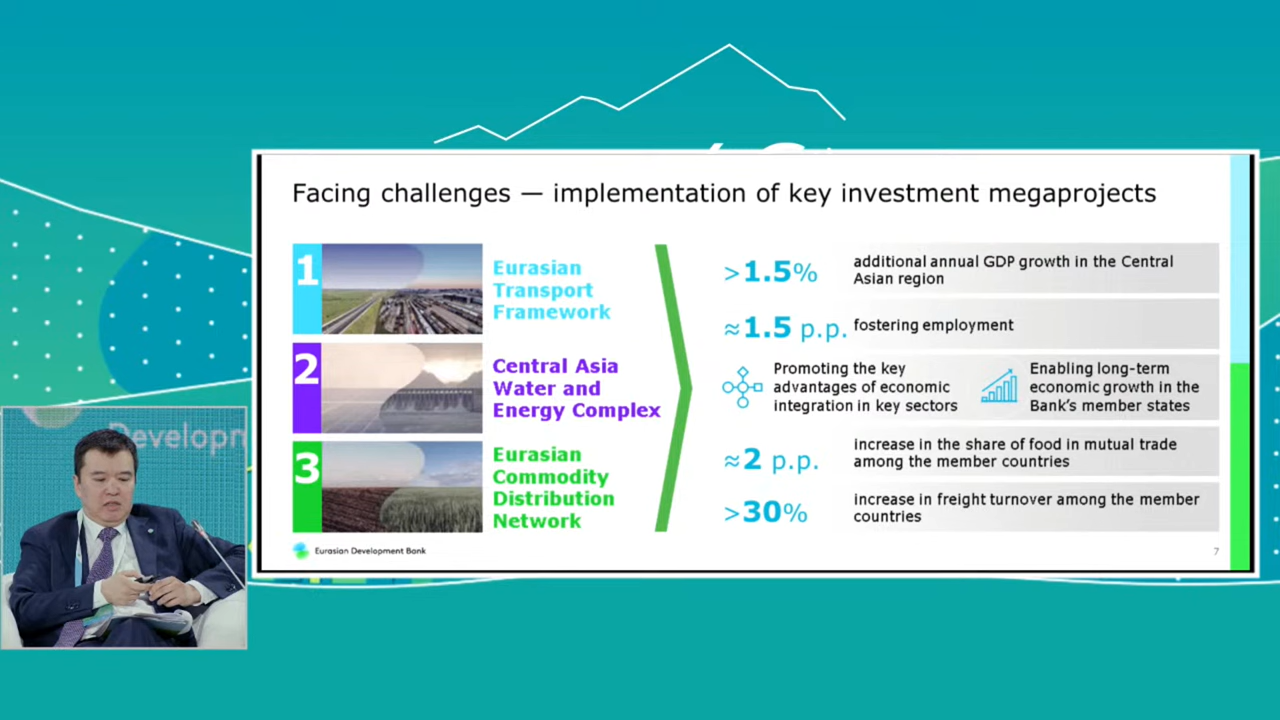 Facing challenges — implementation of key investment megaprojects
1
Eurasian
Transport
Framework
2
Central Asia
Water and
Energy Complex
3
Eurasian
Commodity
Distribution
Network
>1.5%
additional annual GDP growth in the Central
Asian region
≈1.5 p.p.
fostering employment
Promoting the key
advantages of economic
integration in key sectors
Enabling long-term
economic growth in the
Bank's member states
≈2 p.p.
increase in the share of food in mutual trade
among the member countries
>30%
increase in freight turnover among the member
countries
Eurasian Development Bank
7
Developn